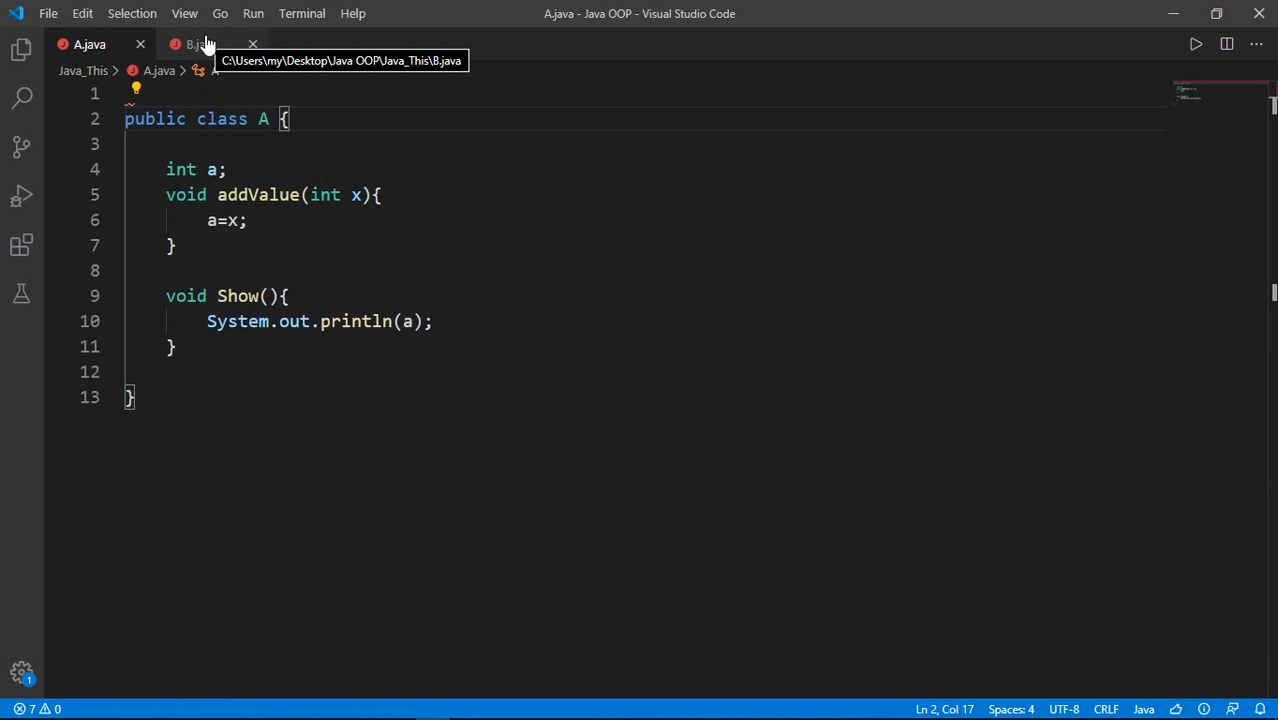 File Edit Selection View Go Run Terminal Help A.java - Java OOP - Visual Studio Code
A.java B.ja
C:\Users\my\Desktop\Java OOP\Java_This\B.java
Java_This > A.java > A
1
2 public class A {
3
4 int a;
5 void addValue(int x){
6 a=x;
7 }
8
9 void Show(){
10 System.out.println(a);
11 }
12
13 }
1
7 0 Ln 2, Col 17 Spaces: 4 UTF-8 CRLF Java